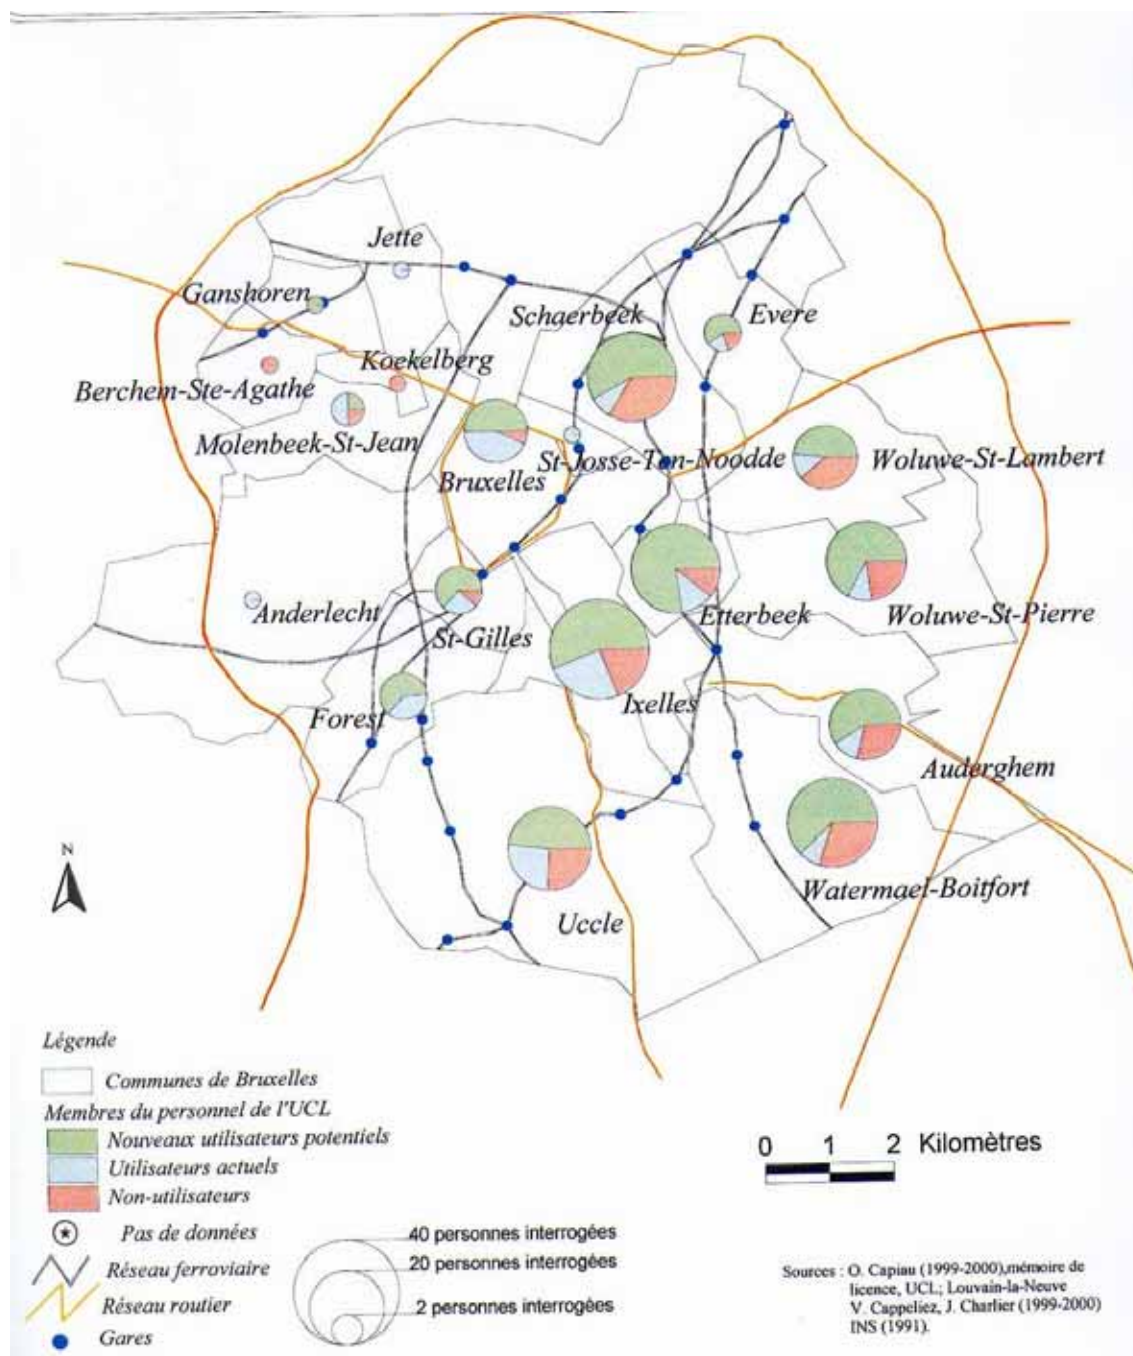 Jette
Ganshoren
Schaerbeek
Evere
Koekelberg
Berchem-Ste-Agathe
Molenbeek-St-Jean
St-Josse-Ten-Noodde
Woluwe-St-Lambert
Bruxelles
Anderlecht
Etterbeek
Woluwe-St-Pierre
St-Gilles
Ixelles
Forest
Auderghem
Watermael-Boitfort
Uccle
N
Légende
Communes de Bruxelles
Membres du personnel de l'UCL
Nouveaux utilisateurs potentiels
Utilisateurs actuels
Non-utilisateurs
Pas de données
Réseau ferroviaire
Réseau routier
Gares
40 personnes interrogées
20 personnes interrogées
2 personnes interrogées
0 1 2 Kilomètres
Sources : O. Capiau (1999-2000),mémoire de
licence, UCL; Louvain-la-Neuve
V. Cappeliez, J. Charlier (1999-2000)
INS (1991).